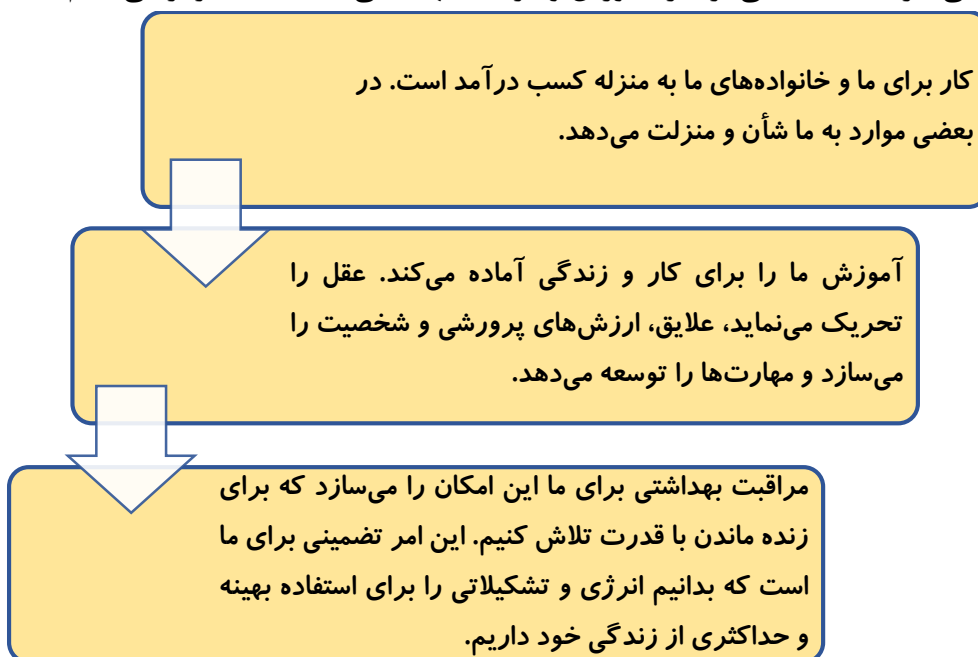 کار برای ما و خانواده‌های ما به منزله کسب درآمد است. در
بعضی موارد به ما شأن و منزلت می‌دهد.
آموزش ما را برای کار و زندگی آماده می‌کند. عقل را
تحریک می‌نماید، علایق، ارزش‌های پرورشی و شخصیت را
می‌سازد و مهارت‌ها را توسعه می‌دهد.
مراقبت بهداشتی برای ما این امکان را می‌سازد که برای
زنده ماندن با قدرت تلاش کنیم. این امر تضمینی برای ما
است که بدانیم انرژی و تشکیلاتی را برای استفاده بهینه
و حداکثری از زندگی خود داریم.